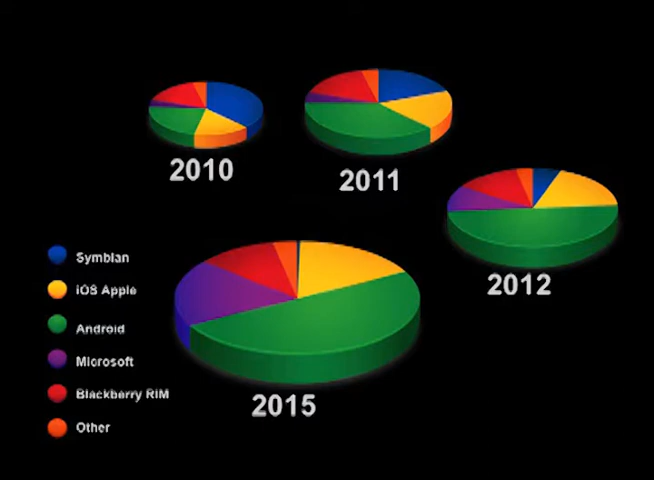 2010
2011
2012
Symbian
iOS Apple
Android
Microsoft
Blackberry RIM
Other
2015